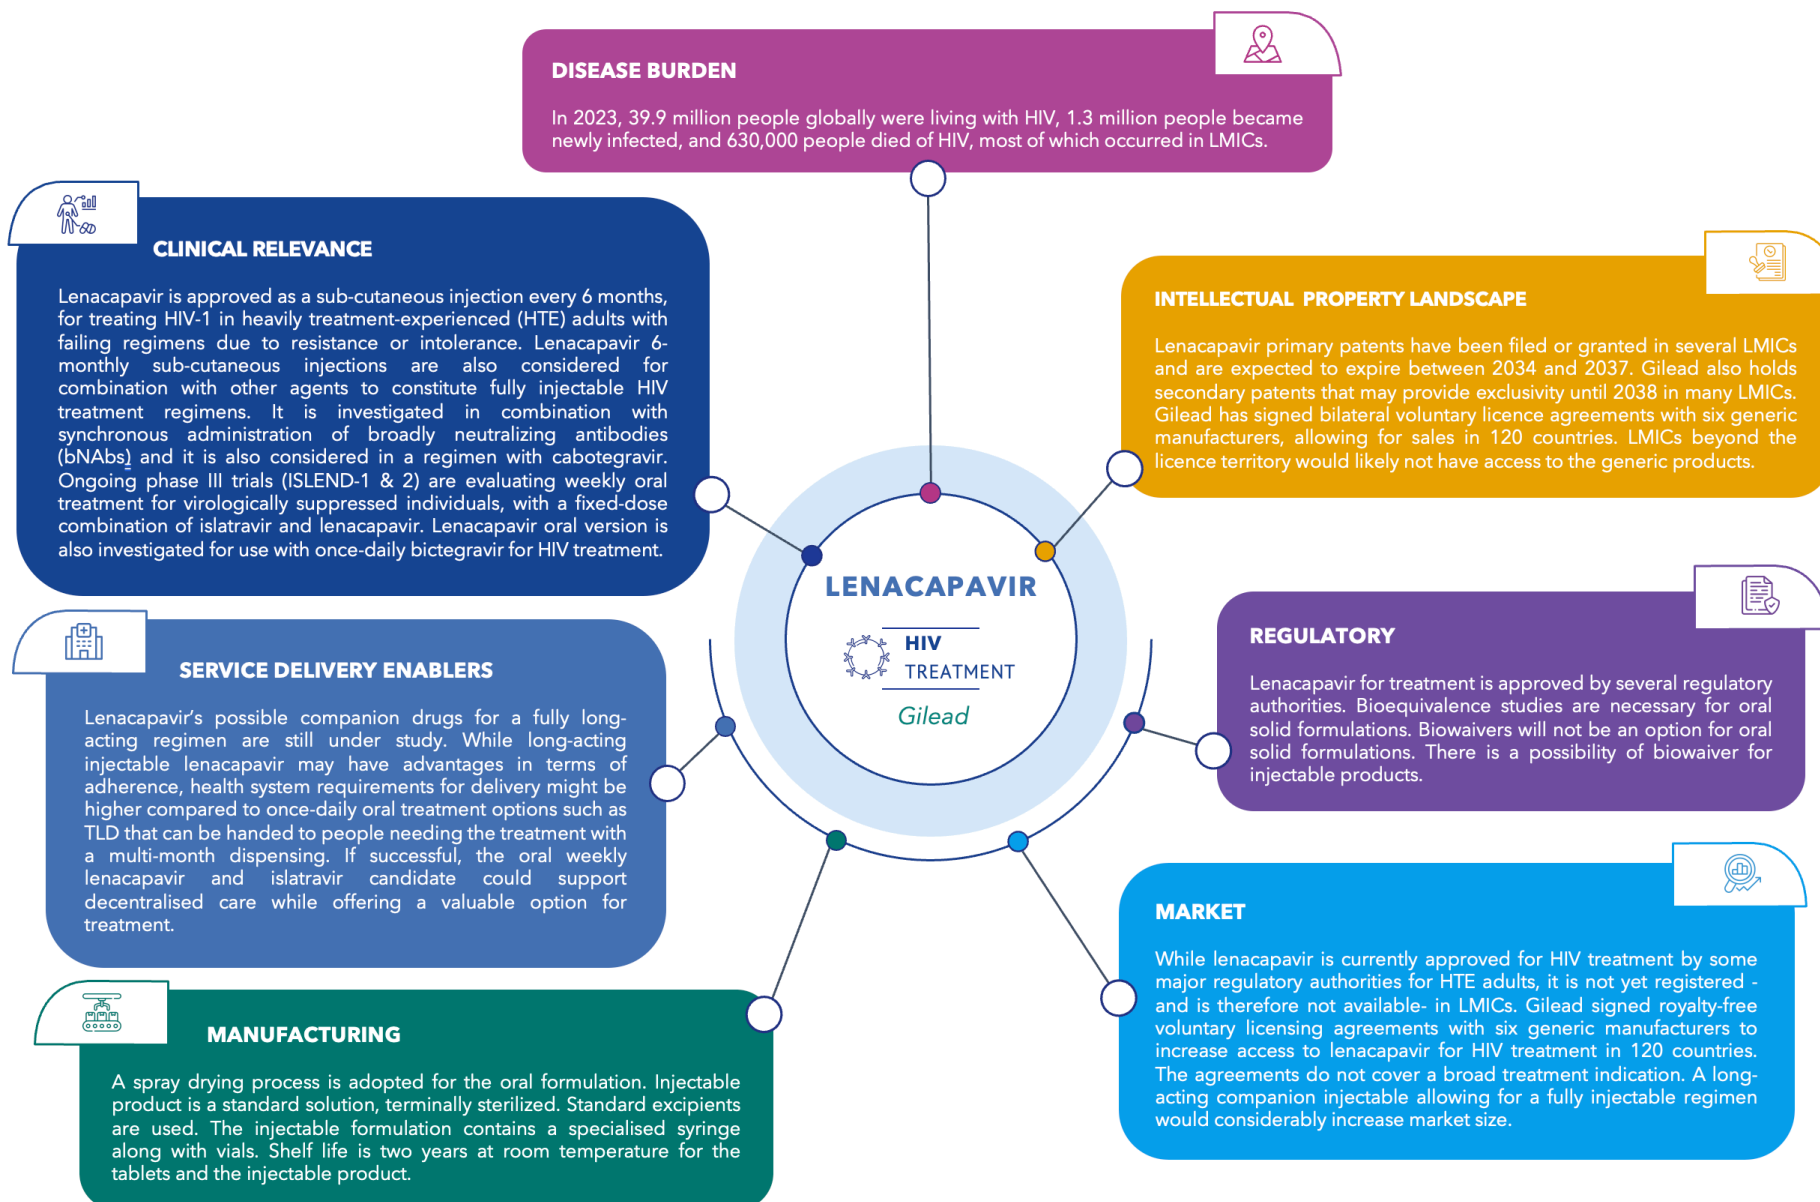 DISEASE BURDEN
In 2023, 39.9 million people globally were living with HIV, 1.3 million people became
newly infected, and 630,000 people died of HIV, most of which occurred in LMICs.
CLINICAL RELEVANCE
Lenacapavir is approved as a sub-cutaneous injection every 6 months,
for treating HIV-1 in heavily treatment-experienced (HTE) adults with
failing regimens due to resistance or intolerance. Lenacapavir 6-
monthly sub-cutaneous injections are also considered for
combination with other agents to constitute fully injectable HIV
treatment regimens. It is investigated in combination with
synchronous administration of broadly neutralizing antibodies
(bNAbs) and it is also considered in a regimen with cabotegravir.
Ongoing phase III trials (ISLEND-1 & 2) are evaluating weekly oral
treatment for virologically suppressed individuals, with a fixed-dose
combination of islatravir and lenacapavir. Lenacapavir oral version is
also investigated for use with once-daily bictegravir for HIV treatment.
INTELLECTUAL PROPERTY LANDSCAPE
Lenacapavir primary patents have been filed or granted in several LMICs
and are expected to expire between 2034 and 2037. Gilead also holds
secondary patents that may provide exclusivity until 2038 in many LMICs.
Gilead has signed bilateral voluntary licence agreements with six generic
manufacturers, allowing for sales in 120 countries. LMICs beyond the
licence territory would likely not have access to the generic products.
LENACAPAVIR
HIV
TREATMENT
Gilead
SERVICE DELIVERY ENABLERS
Lenacapavir's possible companion drugs for a fully long-
acting regimen are still under study. While long-acting
injectable lenacapavir may have advantages in terms of
adherence, health system requirements for delivery might be
higher compared to once-daily oral treatment options such as
TLD that can be handed to people needing the treatment with
a multi-month dispensing. If successful, the oral weekly
lenacapavir and islatravir candidate could support
decentralised care while offering a valuable option for
treatment.
REGULATORY
Lenacapavir for treatment is approved by several regulatory
authorities. Bioequivalence studies are necessary for oral
solid formulations. Biowaivers will not be an option for oral
solid formulations. There is a possibility of biowaiver for
injectable products.
MANUFACTURING
A spray drying process is adopted for the oral formulation. Injectable
product is a standard solution, terminally sterilized. Standard excipients
are used. The injectable formulation contains a specialised syringe
along with vials. Shelf life is two years at room temperature for the
tablets and the injectable product.
MARKET
While lenacapavir is currently approved for HIV treatment by some
major regulatory authorities for HTE adults, it is not yet registered -
and is therefore not available- in LMICs. Gilead signed royalty-free
voluntary licensing agreements with six generic manufacturers to
increase access to lenacapavir for HIV treatment in 120 countries.
The agreements do not cover a broad treatment indication. A long-
acting companion injectable allowing for a fully injectable regimen
would considerably increase market size.